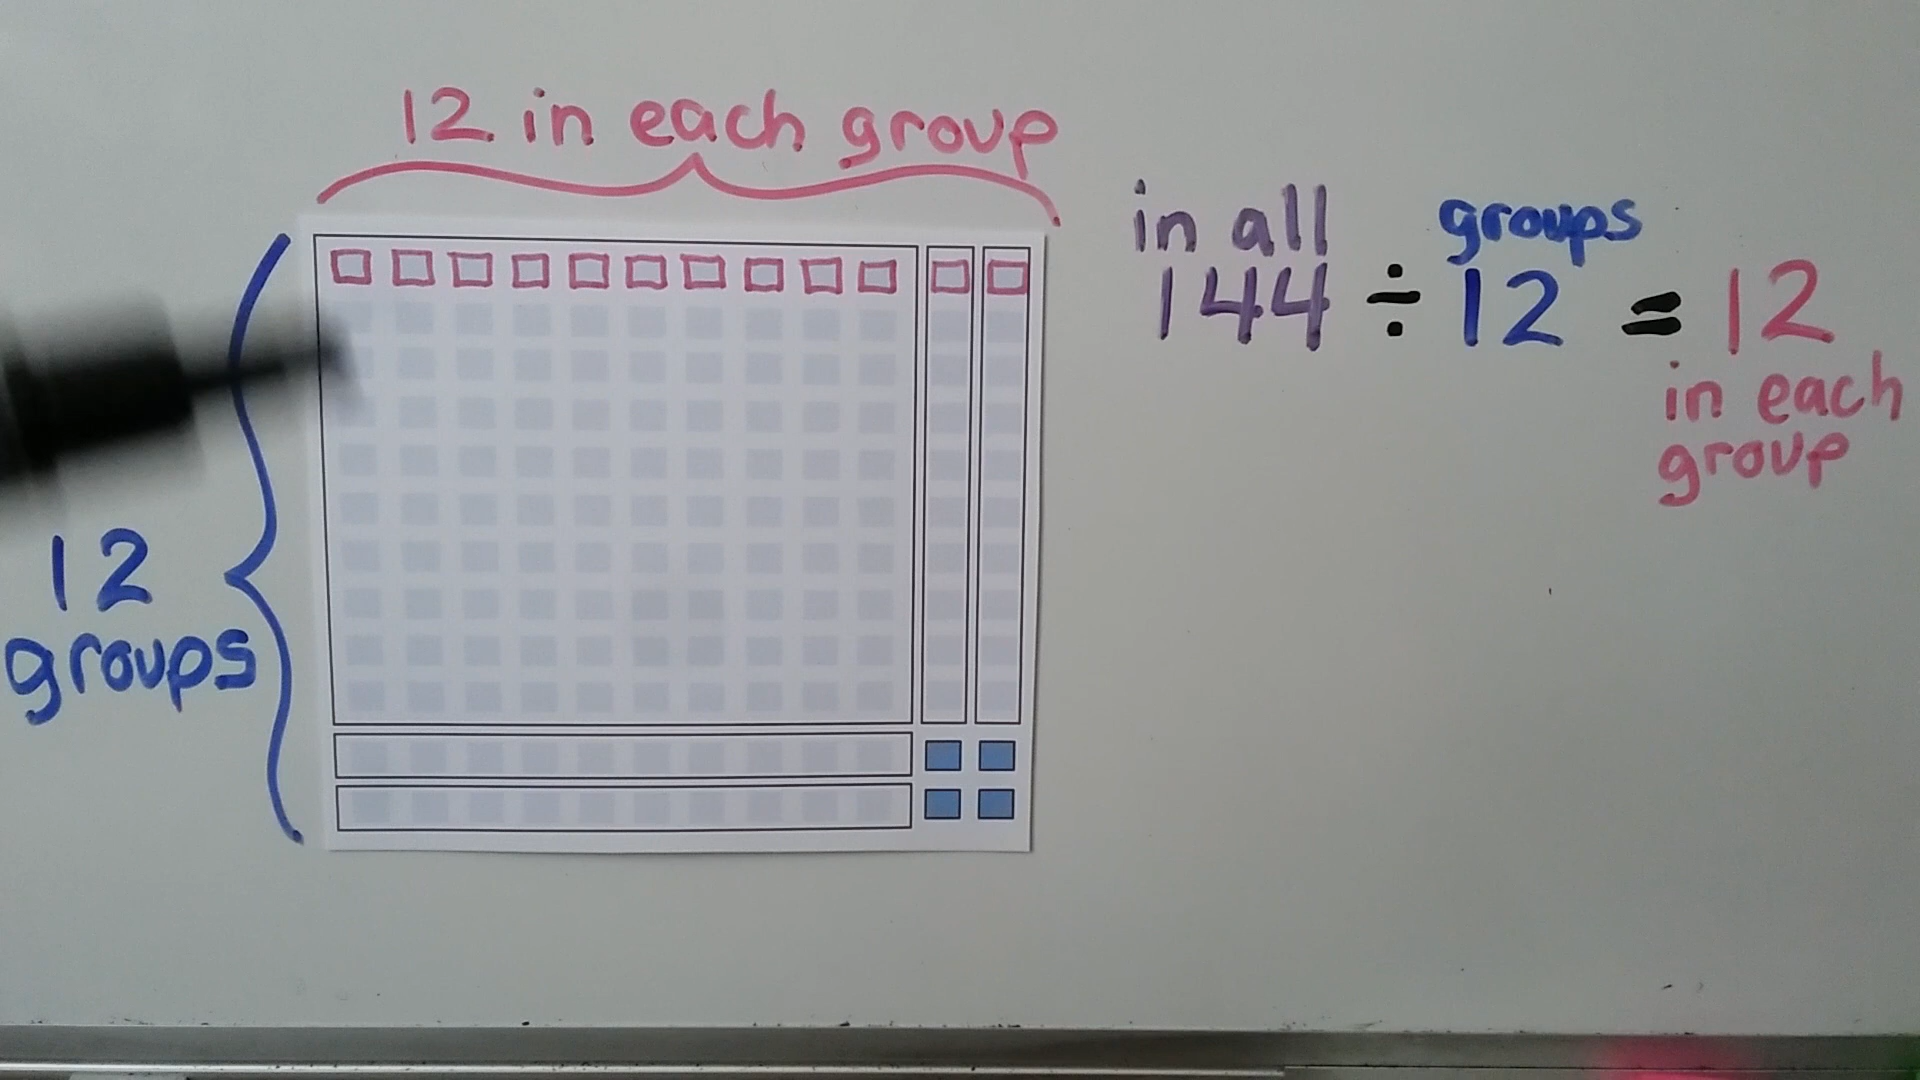 12 in each group
in all groups
144 ÷ 12 = 12
in each
group
12
groups